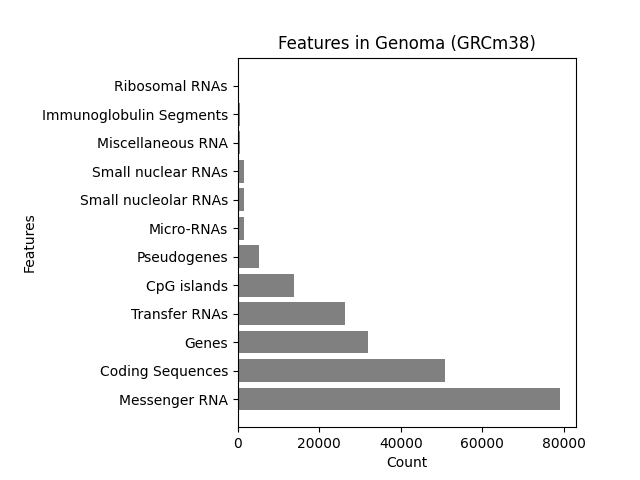 Features in Genoma (GRCm38)
Features
Ribosomal RNAs
Immunoglobulin Segments
Miscellaneous RNA
Small nuclear RNAs
Small nucleolar RNAs
Micro-RNAs
Pseudogenes
CpG islands
Transfer RNAs
Genes
Coding Sequences
Messenger RNA
0 20000 40000 60000 80000
Count